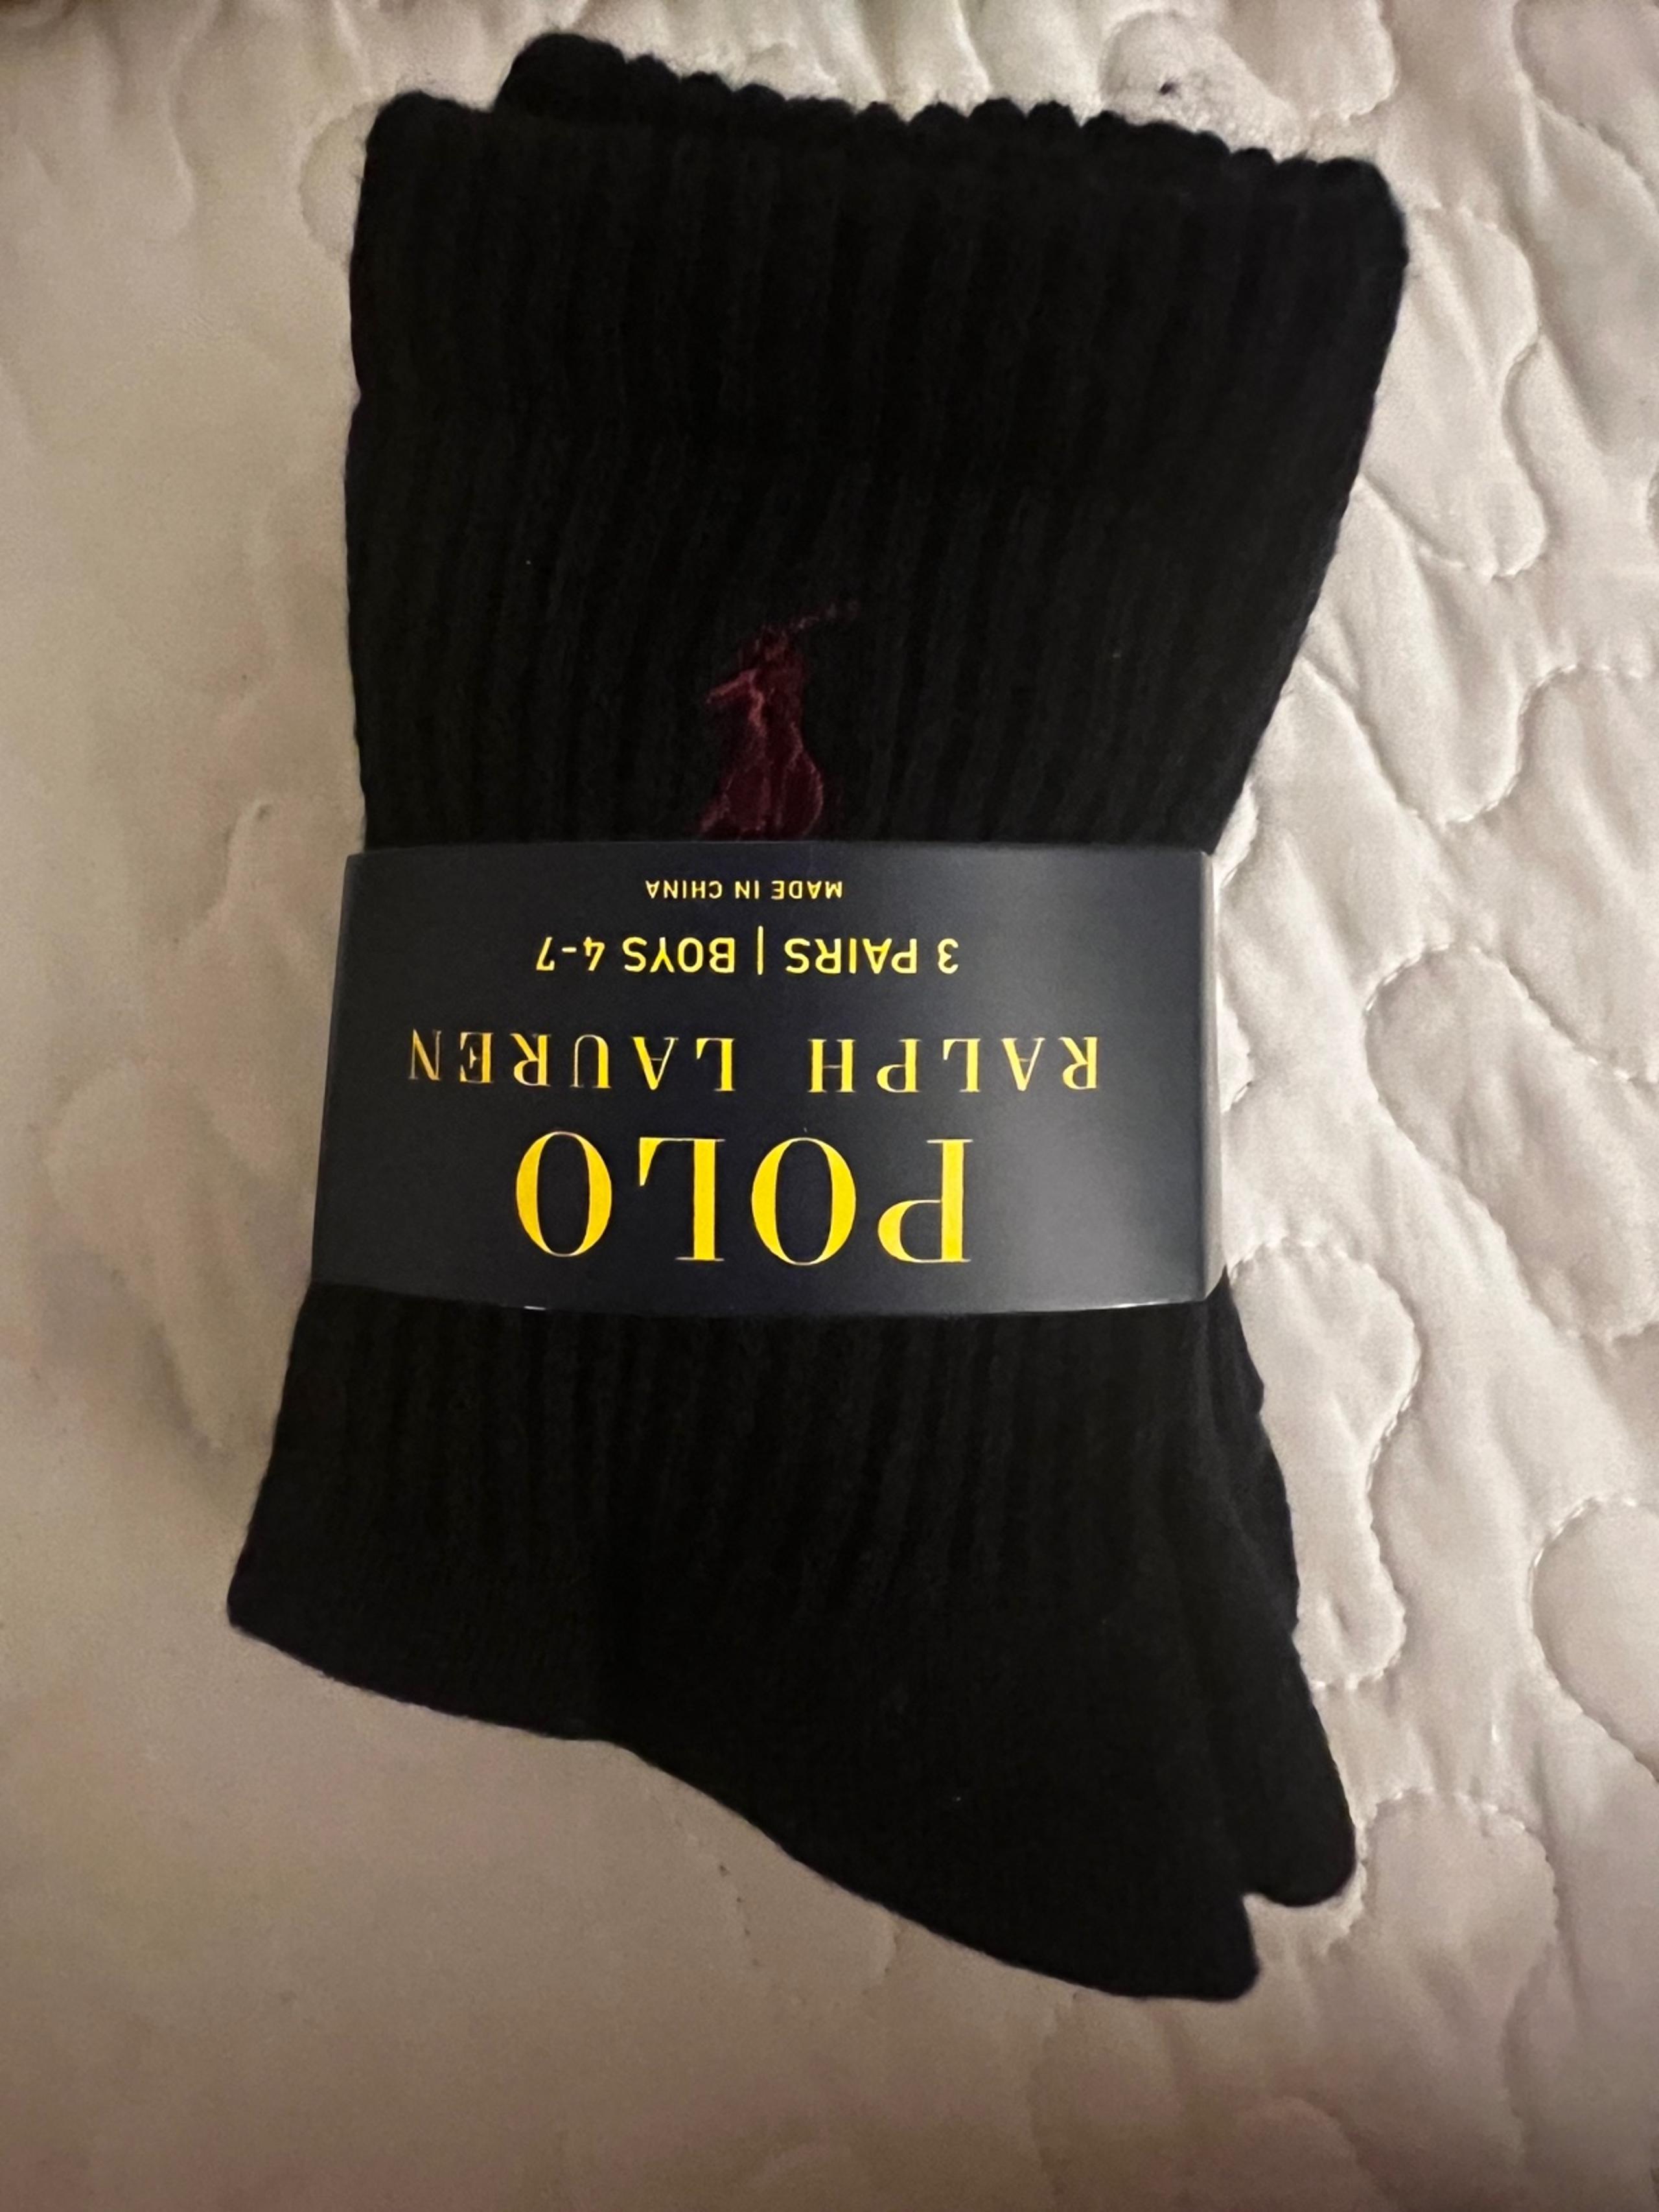 POLO
RALPH LAUREN
3 PAIRS | BOYS 4-7
MADE IN CHINA